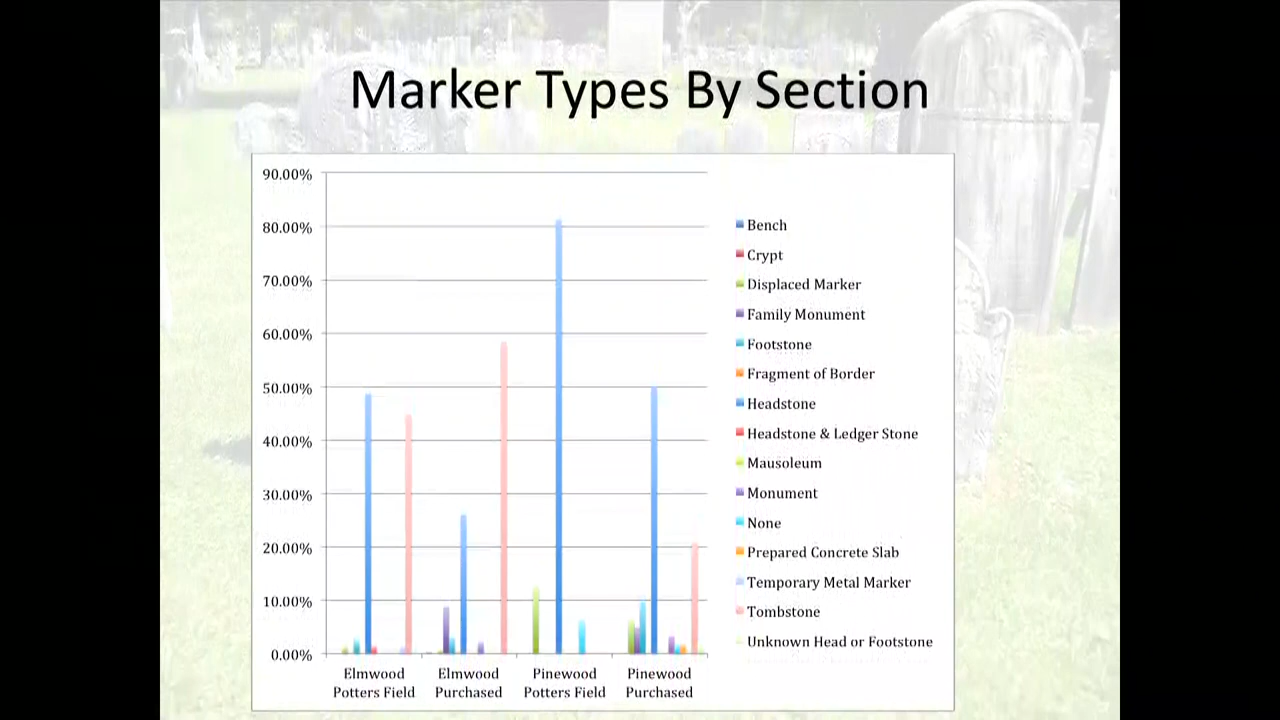 Marker Types By Section
90.00%
80.00%
70.00%
60.00%
50.00%
40.00%
30.00%
20.00%
10.00%
0.00%
Elmwood
Potters Field
Elmwood
Purchased
Pinewood
Potters Field
Pinewood
Purchased
Bench
Crypt
Displaced Marker
Family Monument
Footstone
Fragment of Border
Headstone
Headstone & Ledger Stone
Mausoleum
Monument
None
Prepared Concrete Slab
Temporary Metal Marker
Tombstone
Unknown Head or Footstone